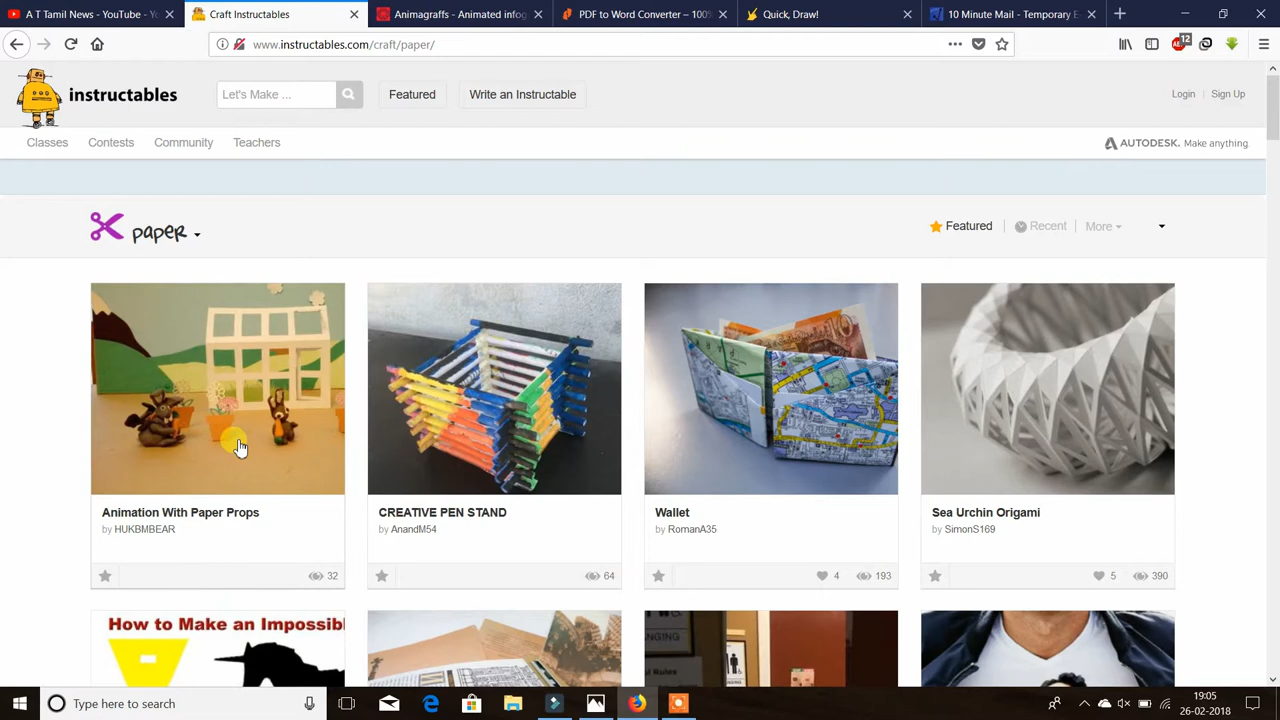 A T Tamil News - YouTube - Yo
Craft Instructables
Animagraffs - Animated infog
PDF to Word Converter – 100%
Quick, Draw!
10 Minute Mail - Temporary E
www.instructables.com/craft/paper/
12
instructables
Let's Make ...
Featured
Write an Instructable
Login
Sign Up
Classes
Contests
Community
Teachers
AUTODESK. Make anything
paper
Featured
Recent
More
Animation With Paper Props
by HUKBMBEAR
32
CREATIVE PEN STAND
by AnandM54
64
Wallet
by RomanA35
4
193
Sea Urchin Origami
by SimonS169
5
390
How to Make an Impossibl
Type here to search
19:05
26-02-2018